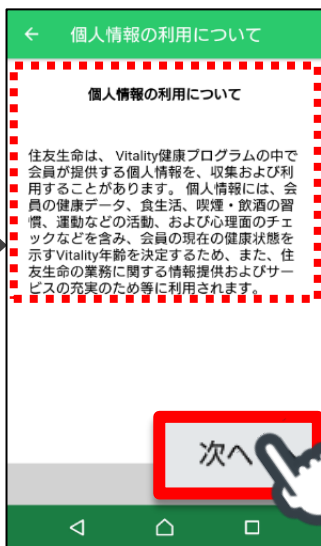 個人情報の利用について
個人情報の利用について
住友生命は、 Vitality健康プログラムの中で
会員が提供する個人情報を、収集および利
用することがあります。 個人情報には、会
員の健康データ、食生活、喫煙・飲酒の習
慣、運動などの活動、および心理面のチェ
ックなどを含み、会員の現在の健康状態を
示すVitality年齢を決定するため、また、住
友生命の業務に関する情報提供およびサー
ビスの充実のため等に利用されます。
次へ